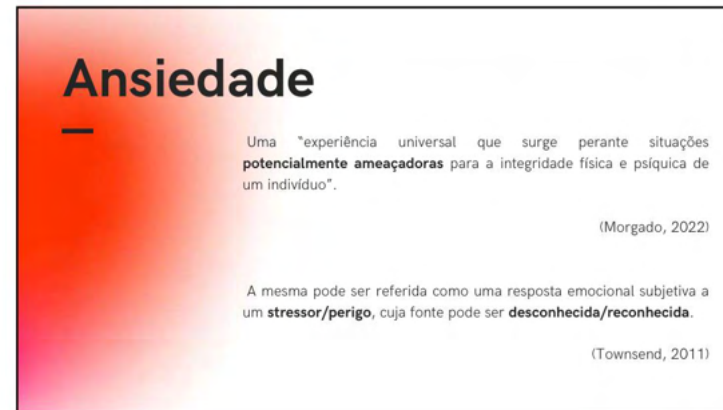 Ansiedade
Uma "experiência universal que surge perante situações
potencialmente ameaçadoras para a integridade física e psíquica de
um indivíduo".
(Morgado, 2022)
A mesma pode ser referida como uma resposta emocional subjetiva a
um stressor/perigo, cuja fonte pode ser desconhecida/reconhecida.
(Townsend, 2011)